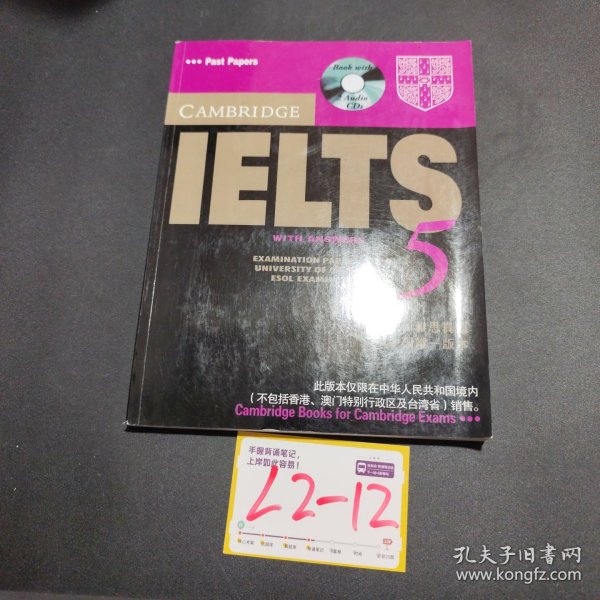 ••• Past Papers
Book with
2 Audio
CDs
CAMBRIDGE
IELTS
5
WITH ANSWERS
EXAMINATION
UNIVERSITY OF
ESOL
此版本仅限在中华人民共和国境内
（不包括香港、澳门特别行政区及台湾省）销售。
Cambridge Books for Cambridge Exams •••
手握背诵笔记，
上岸如此容易！
L2-12
孔夫子旧书网
www.kongfz.com